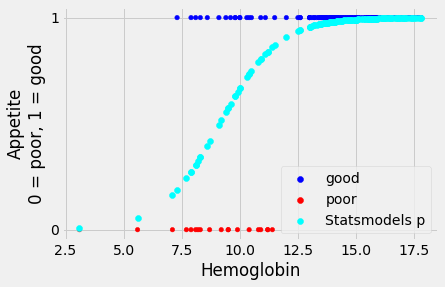 1
Appetite
0 = poor, 1 = good
0
good
poor
Statsmodels p
2.5 5.0 7.5 10.0 12.5 15.0 17.5
Hemoglobin